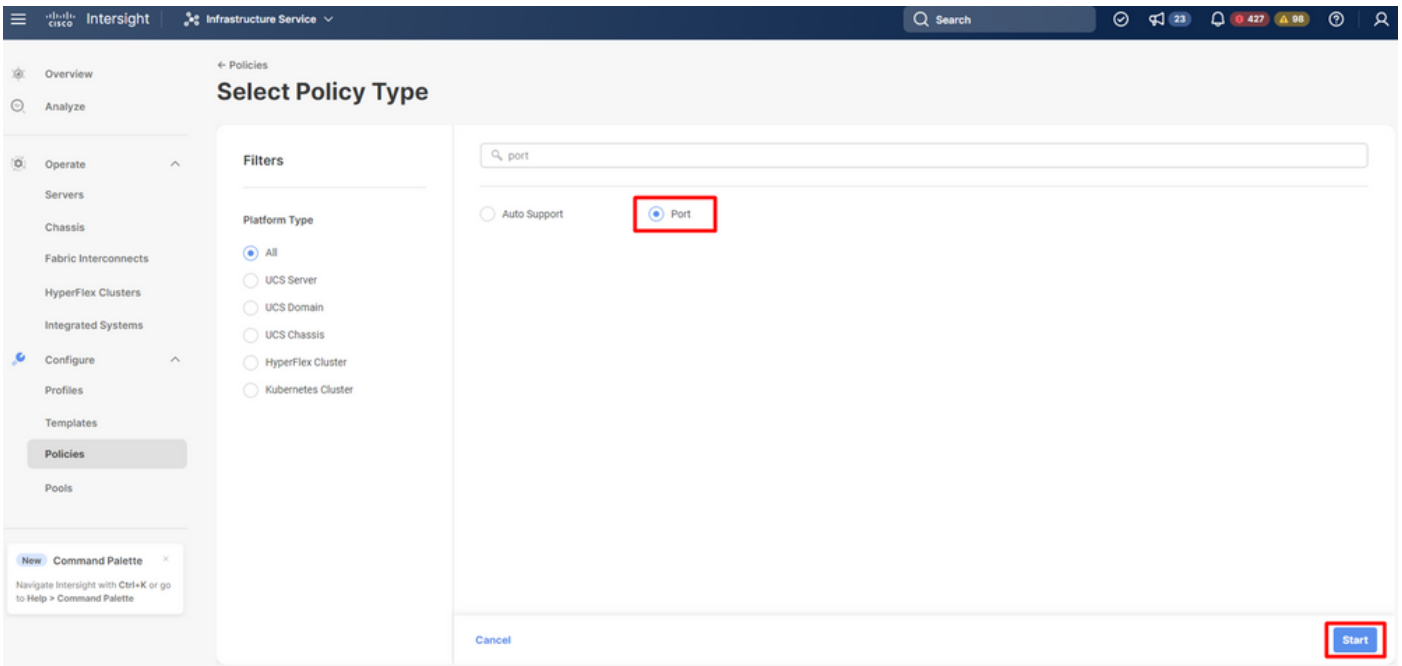 cisco Intersight
Infrastructure Service
Search
23
427
98
Overview
Analyze
Operate
Servers
Chassis
Fabric Interconnects
HyperFlex Clusters
Integrated Systems
Configure
Profiles
Templates
Policies
Pools
New Command Palette
Navigate Intersight with Ctrl+K or go
to Help > Command Palette
← Policies
Select Policy Type
Filters
Platform Type
All
UCS Server
UCS Domain
UCS Chassis
HyperFlex Cluster
Kubernetes Cluster
port
Auto Support
Port
Cancel
Start